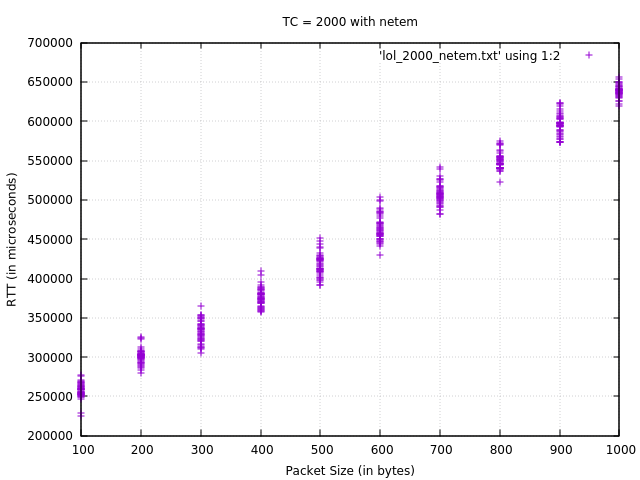 TC = 2000 with netem
'lol_2000_netem.txt' using 1:2
700000
650000
600000
550000
500000
450000
400000
350000
300000
250000
200000
RTT (in microseconds)
100 200 300 400 500 600 700 800 900 1000
Packet Size (in bytes)